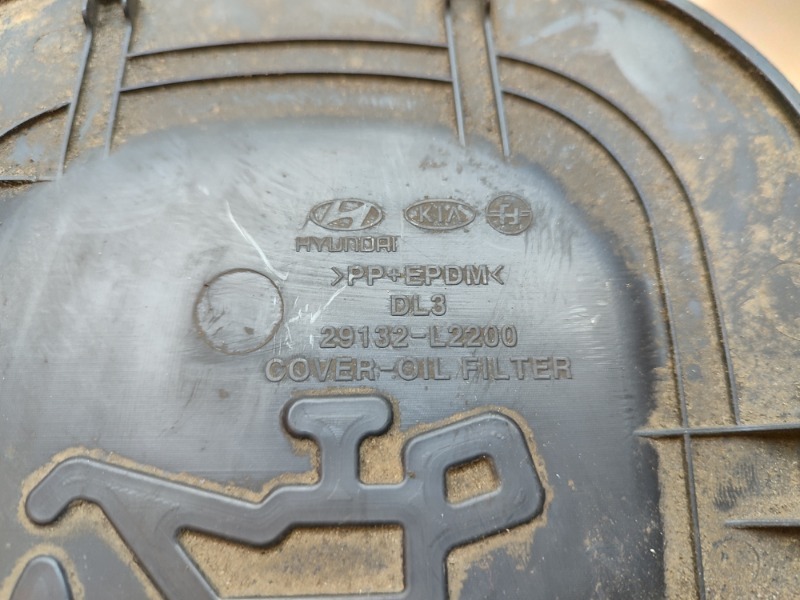 HYUNDAI KIA
>PP+EPDM<
DL3
29132-L2200
COVER-OIL FILTER